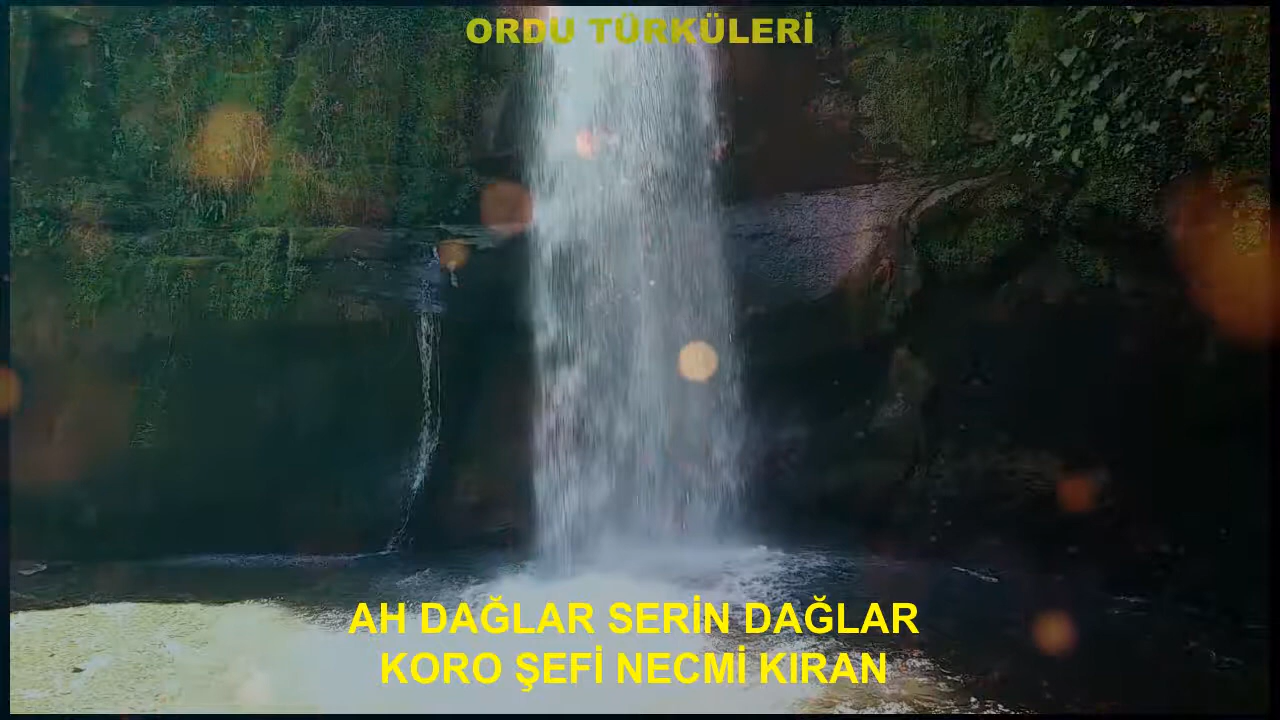 ORDU TÜRKÜLERİ
AH DAĞLAR SERİN DAĞLAR
KORO ŞEFİ NECMİ KIRAN